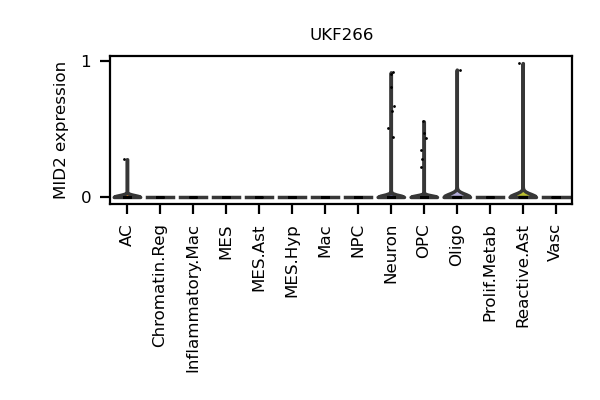 UKF266
MID2 expression
1
0
AC
Chromatin.Reg
Inflammatory.Mac
MES
MES.Ast
MES.Hyp
Mac
NPC
Neuron
OPC
Oligo
Prolif.Metab
Reactive.Ast
Vasc